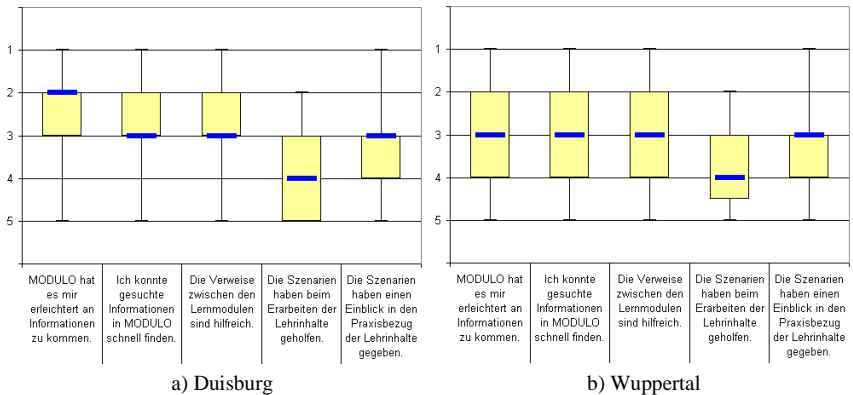 1
2
3
4
5
MODULO hat
es mir
erleichtert an
Informationen
zu kommen.
Ich konnte
gesuchte
Informationen
in MODULO
schnell finden.
Die Verweise
zwischen den
Lernmodulen
sind hilfreich.
Die Szenarien
haben beim
Erarbeiten der
Lehrinhalte
geholfen.
Die Szenarien
haben einen
Einblick in den
Praxisbezug
der Lehrinhalte
gegeben.
a) Duisburg
1
2
3
4
5
MODULO hat
es mir
erleichtert an
Informationen
zu kommen.
Ich konnte
gesuchte
Informationen
in MODULO
schnell finden.
Die Verweise
zwischen den
Lernmodulen
sind hilfreich.
Die Szenarien
haben beim
Erarbeiten der
Lehrinhalte
geholfen.
Die Szenarien
haben einen
Einblick in den
Praxisbezug
der Lehrinhalte
gegeben.
b) Wuppertal